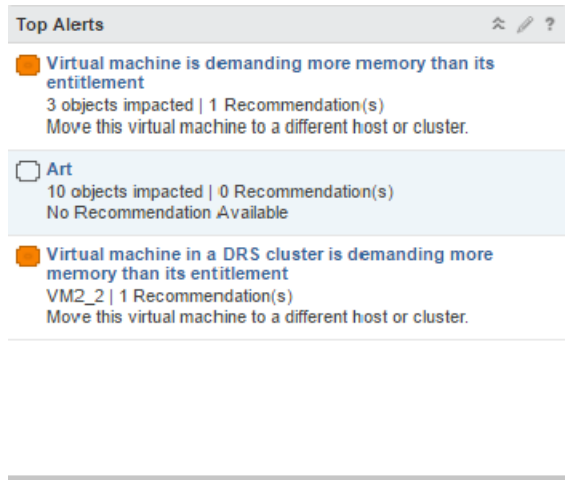 Top Alerts ?
Virtual machine is demanding more memory than its
entitlement
3 objects impacted | 1 Recommendation(s)
Move this virtual machine to a different host or cluster.
Art
10 objects impacted | 0 Recommendation(s)
No Recommendation Available
Virtual machine in a DRS cluster is demanding more
memory than its entitlement
VM2_2 | 1 Recommendation(s)
Move this virtual machine to a different host or cluster.